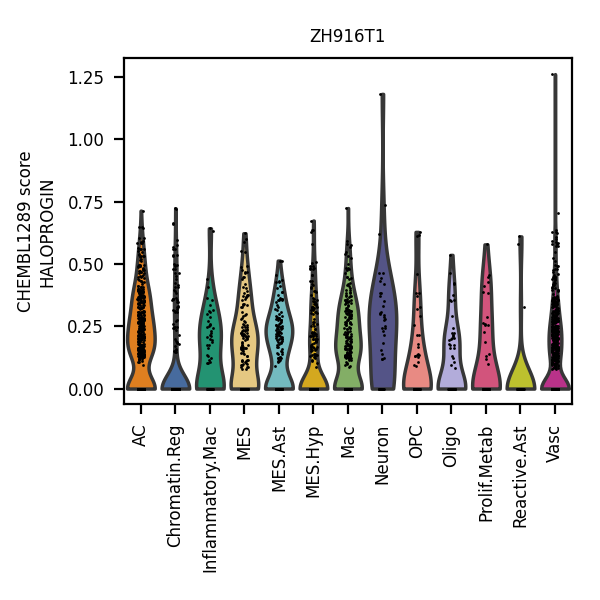 ZH916T1
CHEMBL1289 score
HALOPROGIN
1.25
1.00
0.75
0.50
0.25
0.00
AC
Chromatin.Reg
Inflammatory.Mac
MES
MES.Ast
MES.Hyp
Mac
Neuron
OPC
Oligo
Prolif.Metab
Reactive.Ast
Vasc